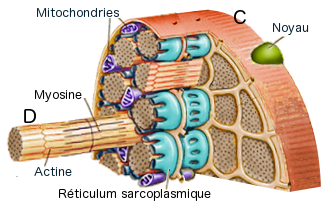 Mitochondries
C
Noyau
Myosine
D
Actine
Réticulum sarcoplasmique